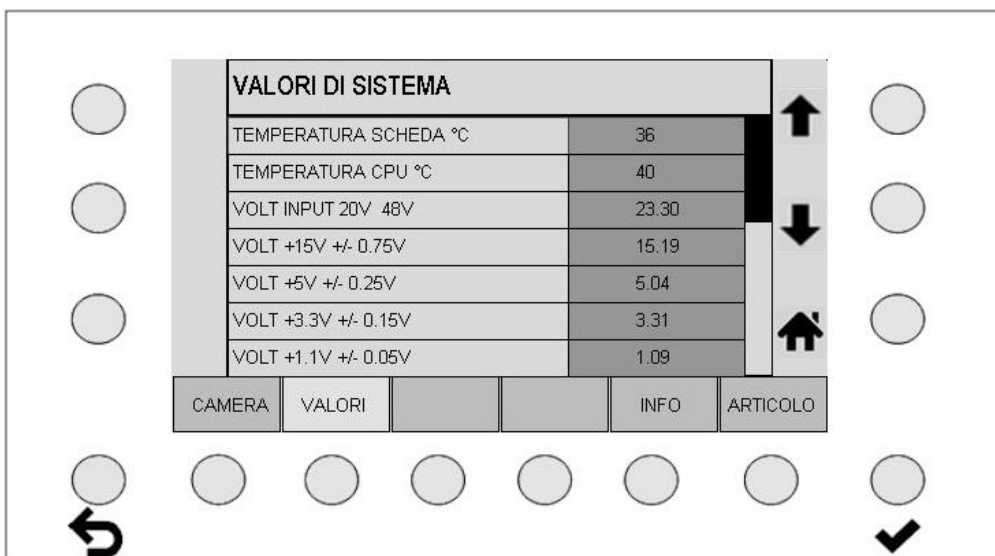 VALORI DI SISTEMA
TEMPERATURA SCHEDA °C 36
TEMPERATURA CPU °C 40
VOLT INPUT 20V 48V 23.30
VOLT +15V +/- 0.75V 15.19
VOLT +5V +/- 0.25V 5.04
VOLT +3.3V +/- 0.15V 3.31
VOLT +1.1V +/- 0.05V 1.09
CAMERA VALORI INFO ARTICOLO